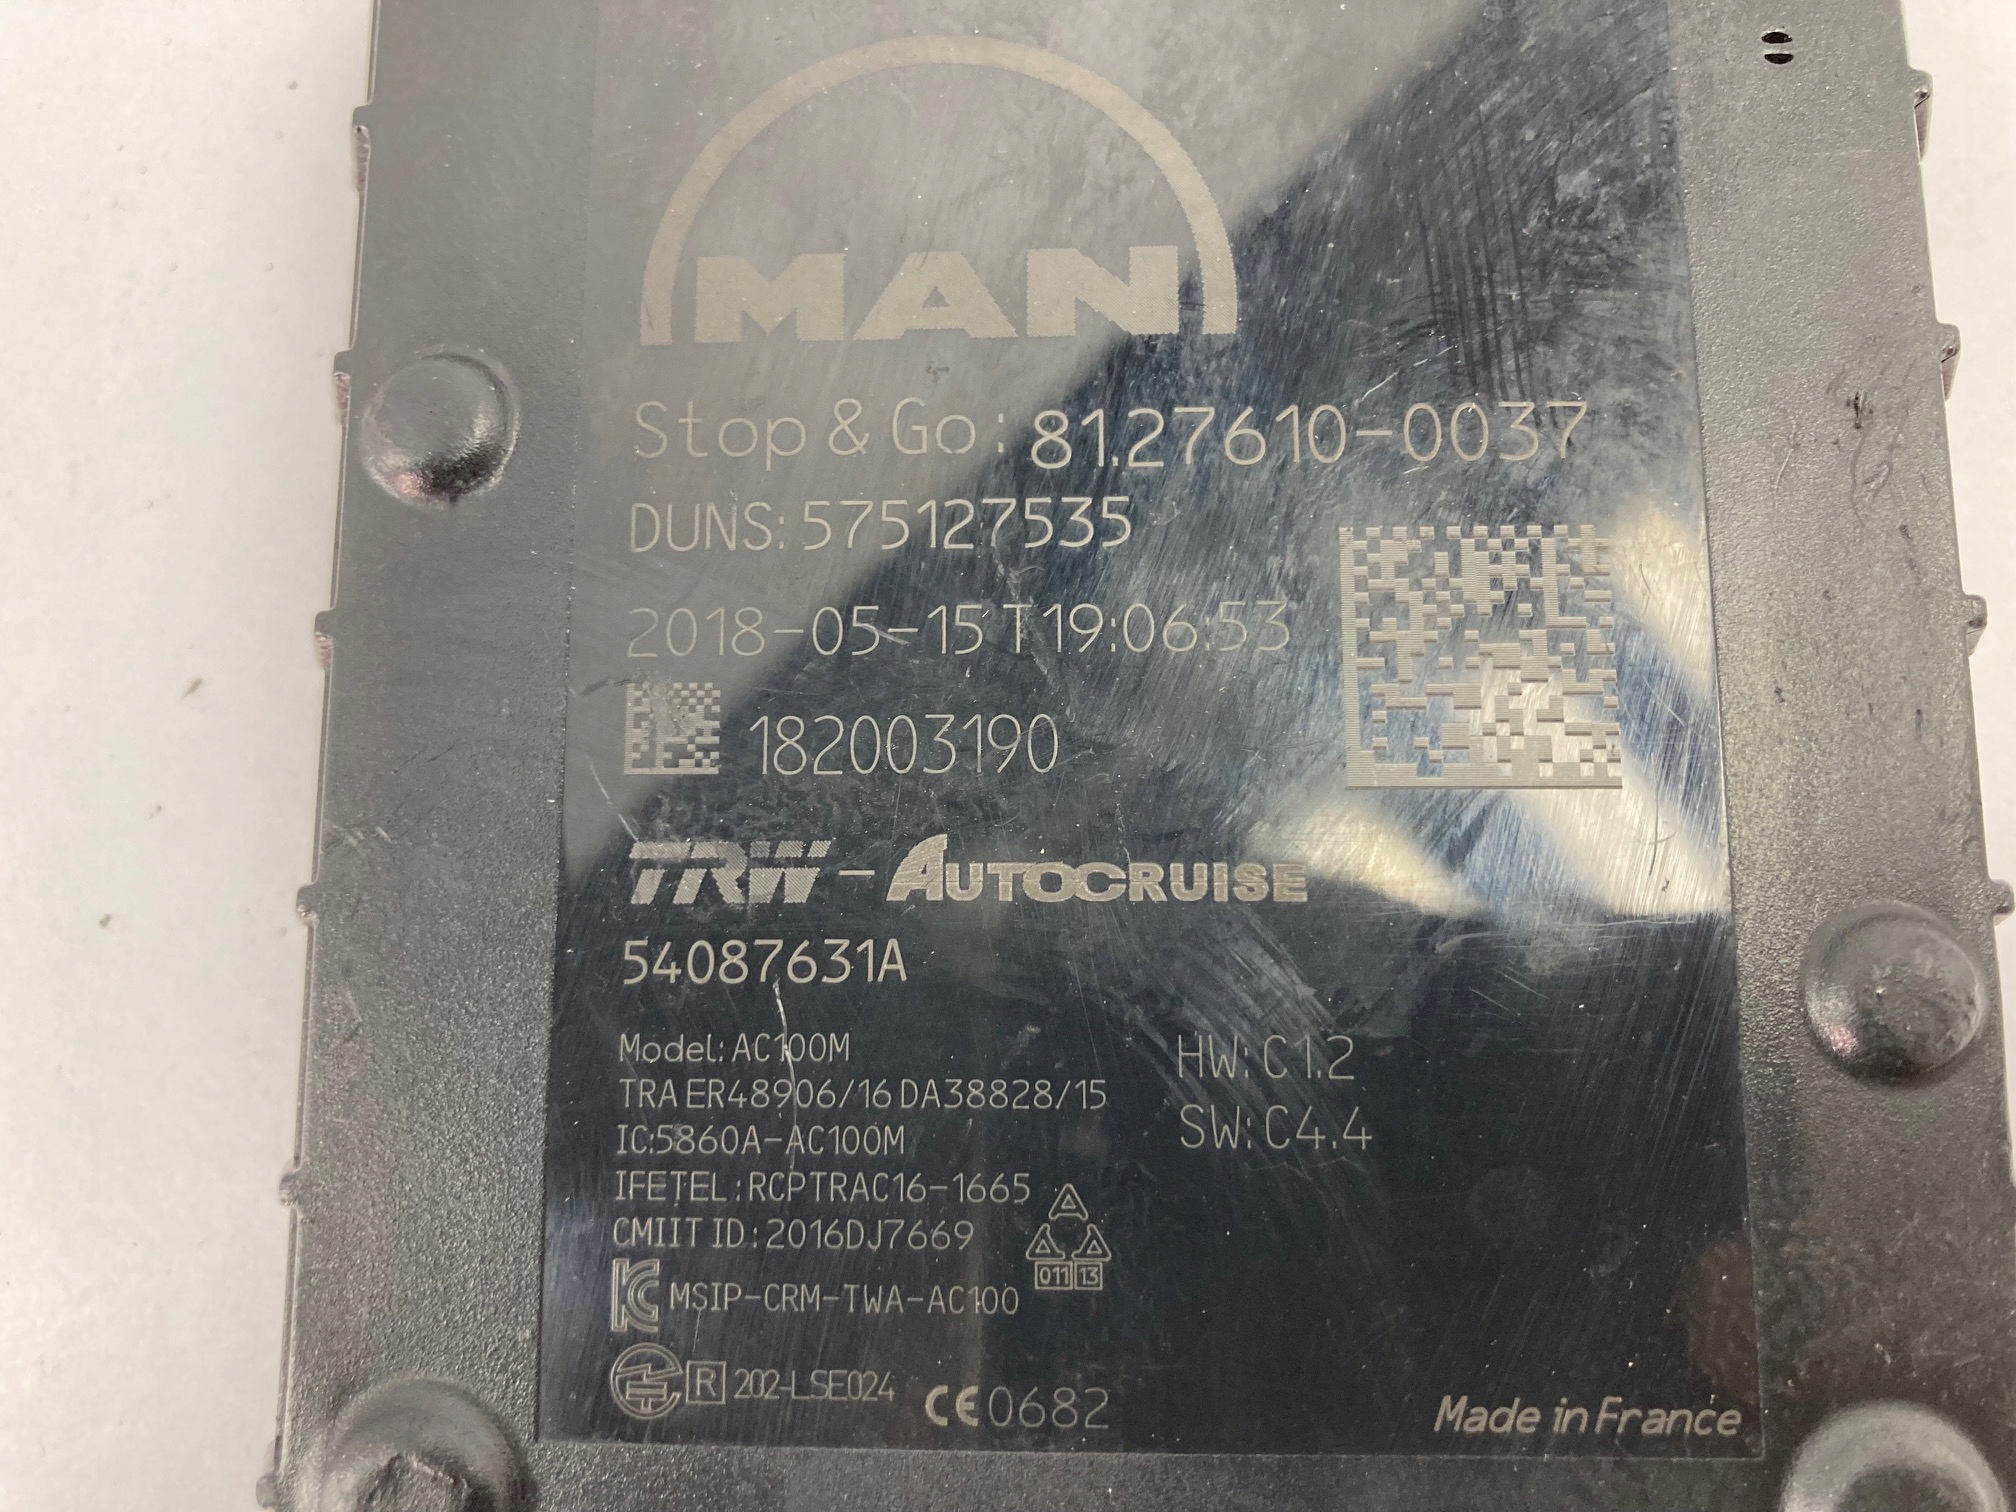 MAN
Stop & Go: 81.27610-0037
DUNS: 575127535
2018-05-15T19:06:53
182003190
TRW - AUTOCRUISE
54087631A
Model: AC100M
HW: C1.2
TRA ER48906/16 DA38828/15
SW: C4.4
IC:5860A-AC100M
IFETEL: RCPTRAC16-1665
CMIIT ID: 2016DJ7669
011 13
KC MSIP-CRM-TWA-AC100
R 202-LSE024
CE 0682
Made in France